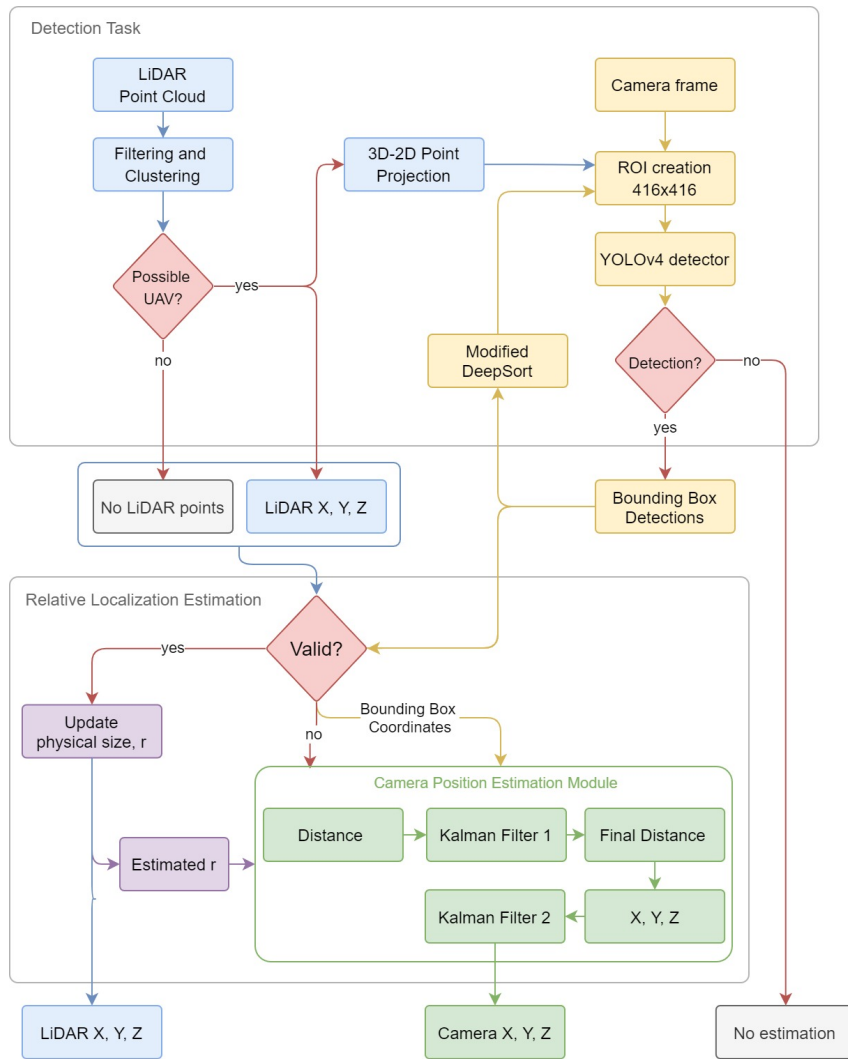 Detection Task
LiDAR
Point Cloud
Camera frame
Filtering and
Clustering
3D-2D Point
Projection
ROI creation
416x416
YOLOv4 detector
Possible
UAV?
yes
no
Modified
DeepSort
Detection?
no
yes
No LiDAR points
LiDAR X, Y, Z
Bounding Box
Detections
Relative Localization Estimation
Valid?
yes
Update
physical size, r
Bounding Box
Coordinates
no
Camera Position Estimation Module
Distance
Kalman Filter 1
Final Distance
Estimated r
Kalman Filter 2
X, Y, Z
LiDAR X, Y, Z
Camera X, Y, Z
No estimation